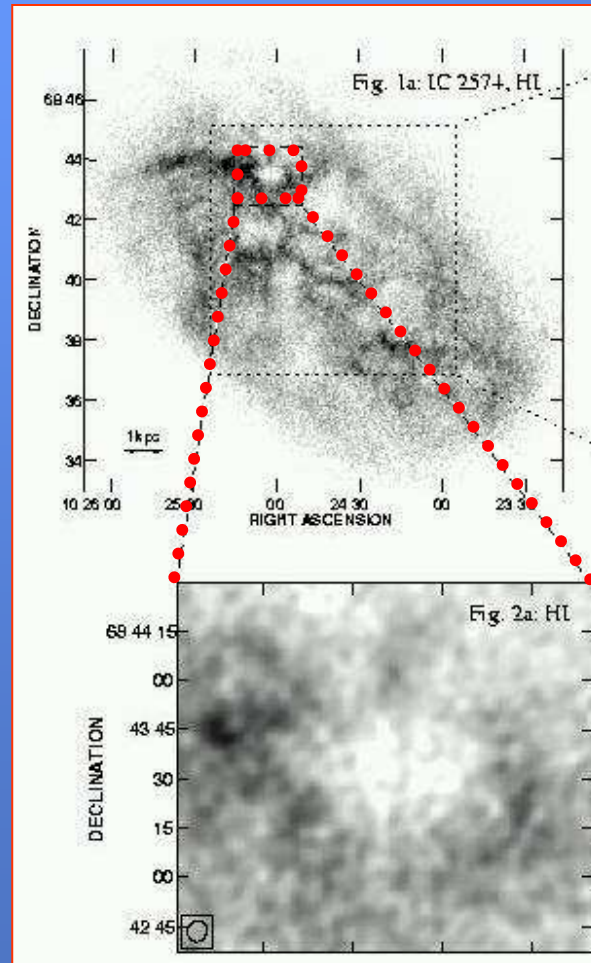 Fig. 1a: IC 2574, HI
68 46
44
42
40
38
36
34
DECLINATION
1kpc
10 26 00
25 30
00
24 30
00
23 30
RIGHT ASCENSION
Fig. 2a: HI
68 44 15
00
43 45
30
15
00
42 45
DECLINATION